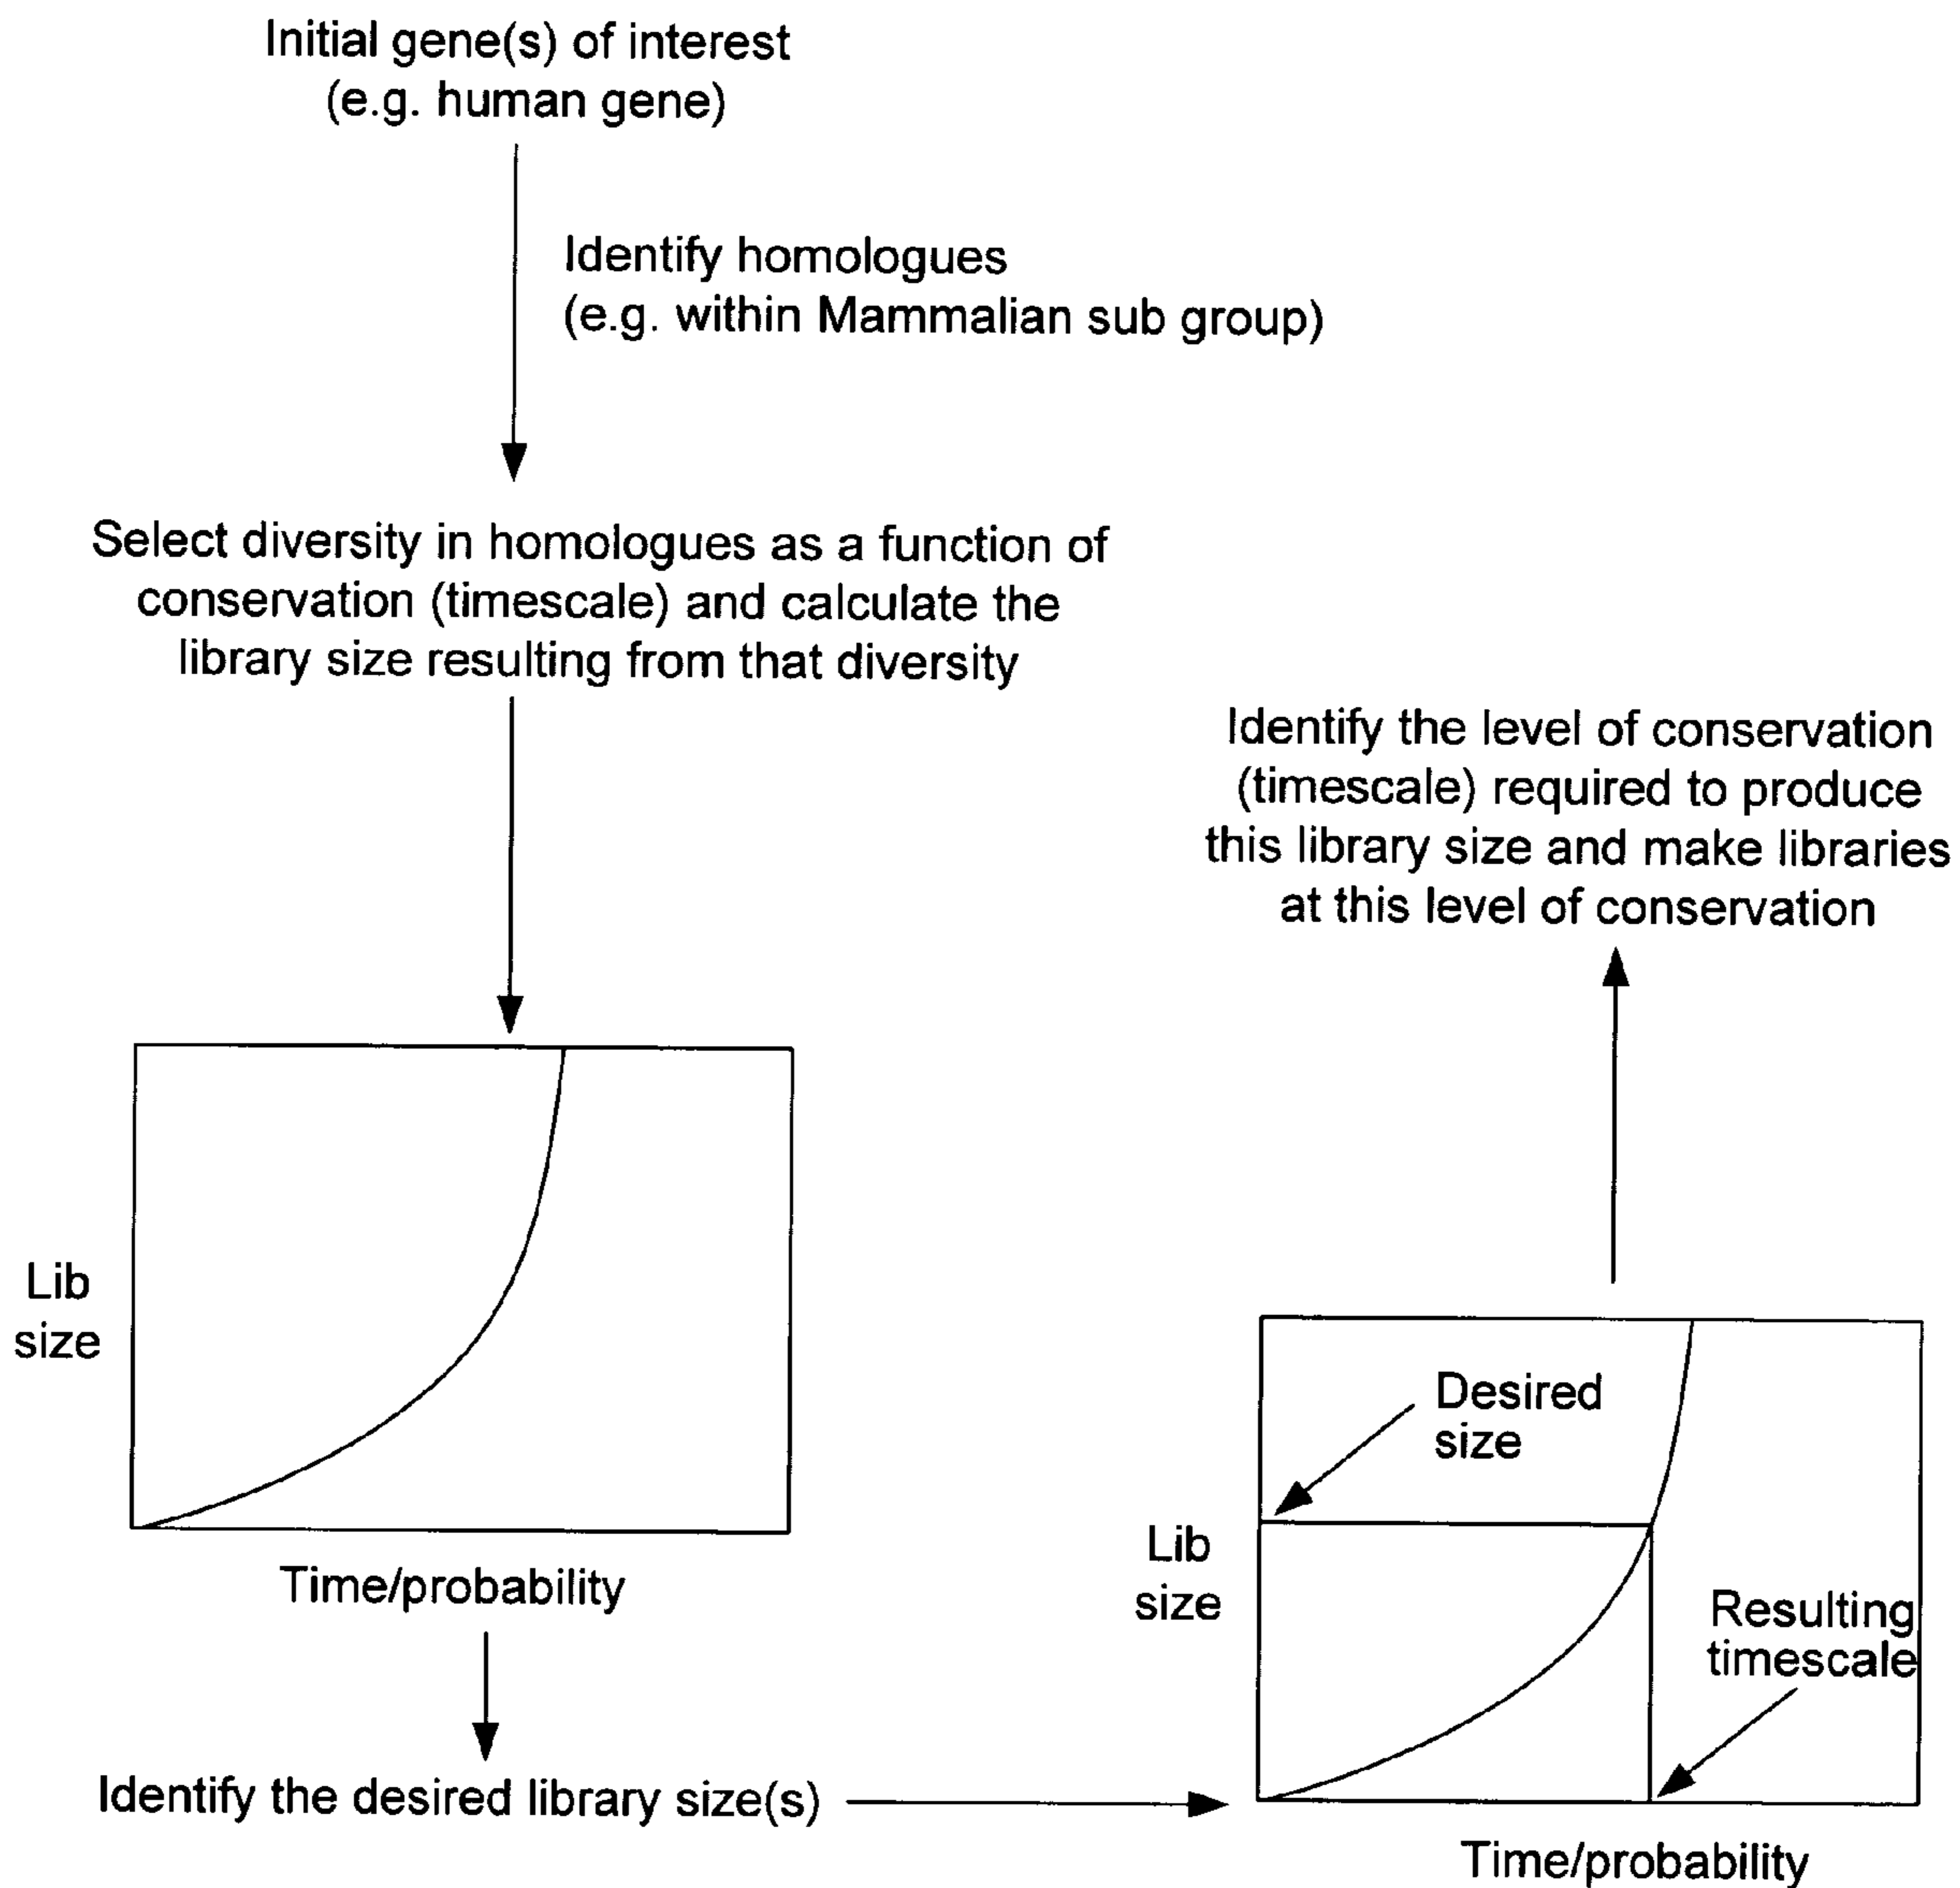 Initial gene(s) of interest
(e.g. human gene)
Identify homologues
(e.g. within Mammalian sub group)
Select diversity in homologues as a function of
conservation (timescale) and calculate the
library size resulting from that diversity
Lib
size
Time/probability
Identify the desired library size(s)
Desired
size
Lib
size
Resulting
timescale
Time/probability
Identify the level of conservation
(timescale) required to produce
this library size and make libraries
at this level of conservation